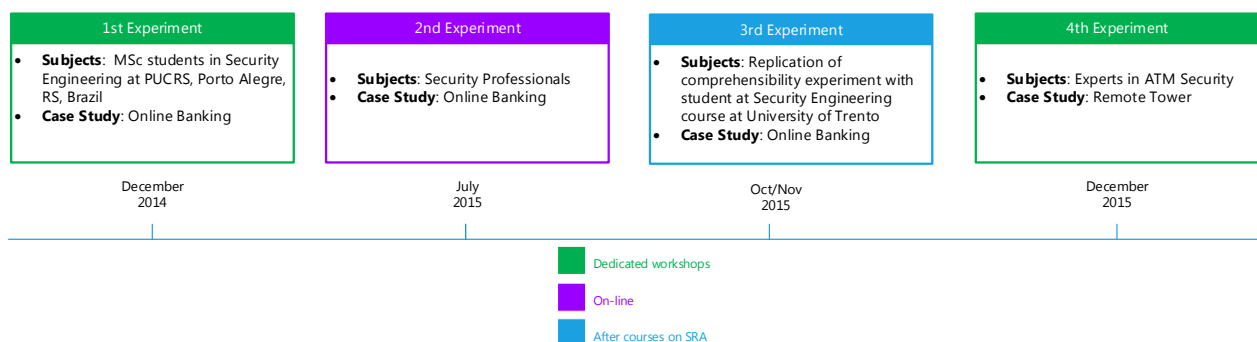 1st Experiment
• Subjects: MSc students in Security
Engineering at PUCRS, Porto Alegre,
RS, Brazil
• Case Study: Online Banking
December
2014
2nd Experiment
• Subjects: Security Professionals
• Case Study: Online Banking
July
2015
3rd Experiment
• Subjects: Replication of
comprehensibility experiment with
student at Security Engineering
course at University of Trento
• Case Study: Online Banking
Oct/Nov
2015
4th Experiment
• Subjects: Experts in ATM Security
• Case Study: Remote Tower
December
2015
Dedicated workshops
On-line
After courses on SRA